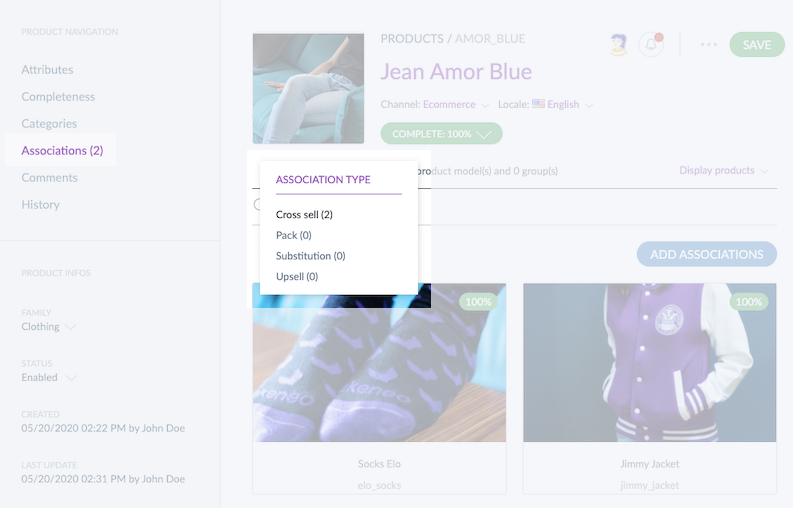 PRODUCT NAVIGATION
Attributes
Completeness
Categories
Associations (2)
Comments
History
PRODUCT INFOS
FAMILY
Clothing
STATUS
Enabled
CREATED
05/20/2020 02:22 PM by John Doe
LAST UPDATE
05/20/2020 02:31 PM by John Doe
PRODUCTS / AMOR_BLUE
SAVE
Jean Amor Blue
Channel: Ecommerce Locale: English
COMPLETE: 100%
product model(s) and 0 group(s)
Display products
ASSOCIATION TYPE
Cross sell (2)
Pack (0)
Substitution (0)
Upsell (0)
ADD ASSOCIATIONS
100%
Socks Elo
elo_socks
100%
Jimmy Jacket
jimmy_jacket